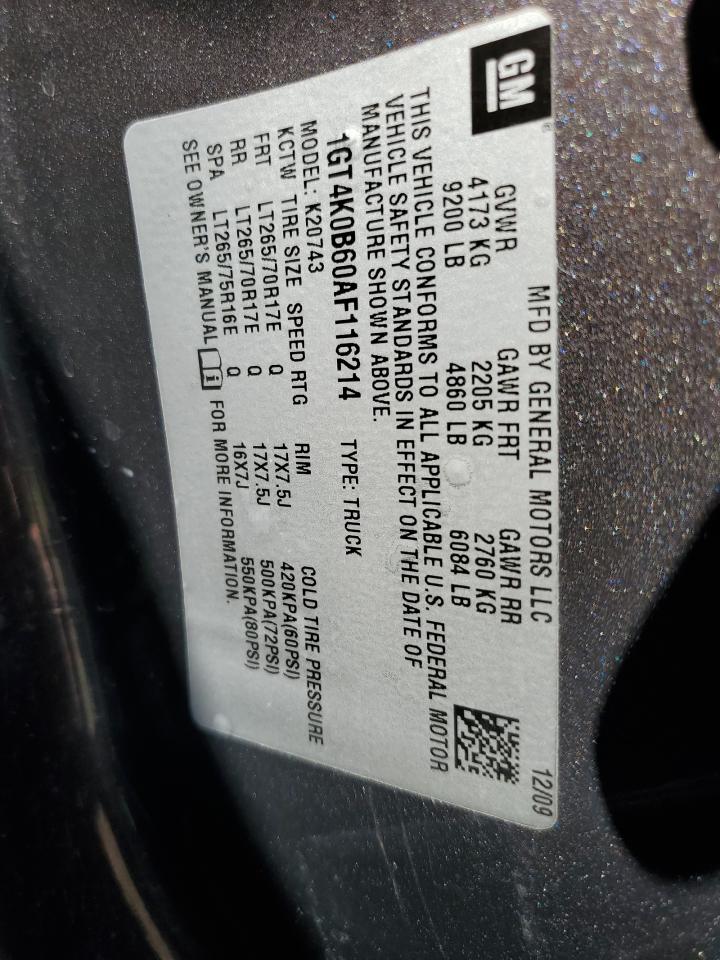 GM
MFD BY GENERAL MOTORS LLC 12/09
GVWR GAWR FRT GAWR RR
4173 KG 2205 KG 2760 KG
9200 LB 4860 LB 6084 LB
THIS VEHICLE CONFORMS TO ALL APPLICABLE U.S. FEDERAL MOTOR
VEHICLE SAFETY STANDARDS IN EFFECT ON THE DATE OF
MANUFACTURE SHOWN ABOVE.
1GT4K0B60AF116214 TYPE: TRUCK
MODEL: K20743
KCTW TIRE SIZE SPEED RTG RIM COLD TIRE PRESSURE
FRT LT265/70R17E Q 17X7.5J 420KPA(60PSI)
RR LT265/70R17E Q 17X7.5J 500KPA(72PSI)
SPA LT265/75R16E Q 16X7J 550KPA(80PSI)
SEE OWNER'S MANUAL FOR MORE INFORMATION.